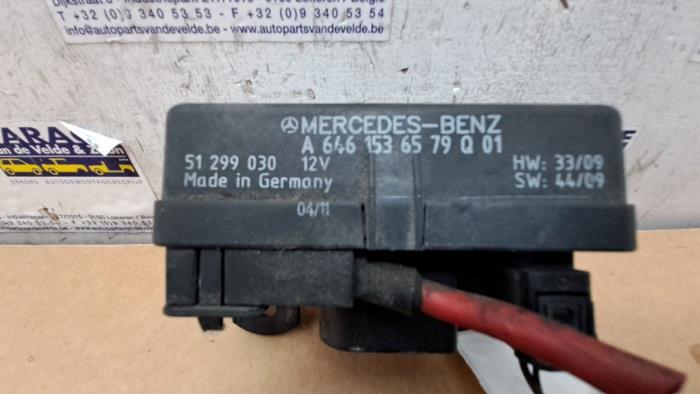 T +32 (0)9 340 53 53 - F +32 (0)9 340 53 54
info@autopartsvandevelde.be / www.autopartsvandevelde.be
MERCEDES-BENZ
A 646 153 65 79 Q 01
51 299 030 12V
Made in Germany
HW: 33/09
SW: 44/09
04/11